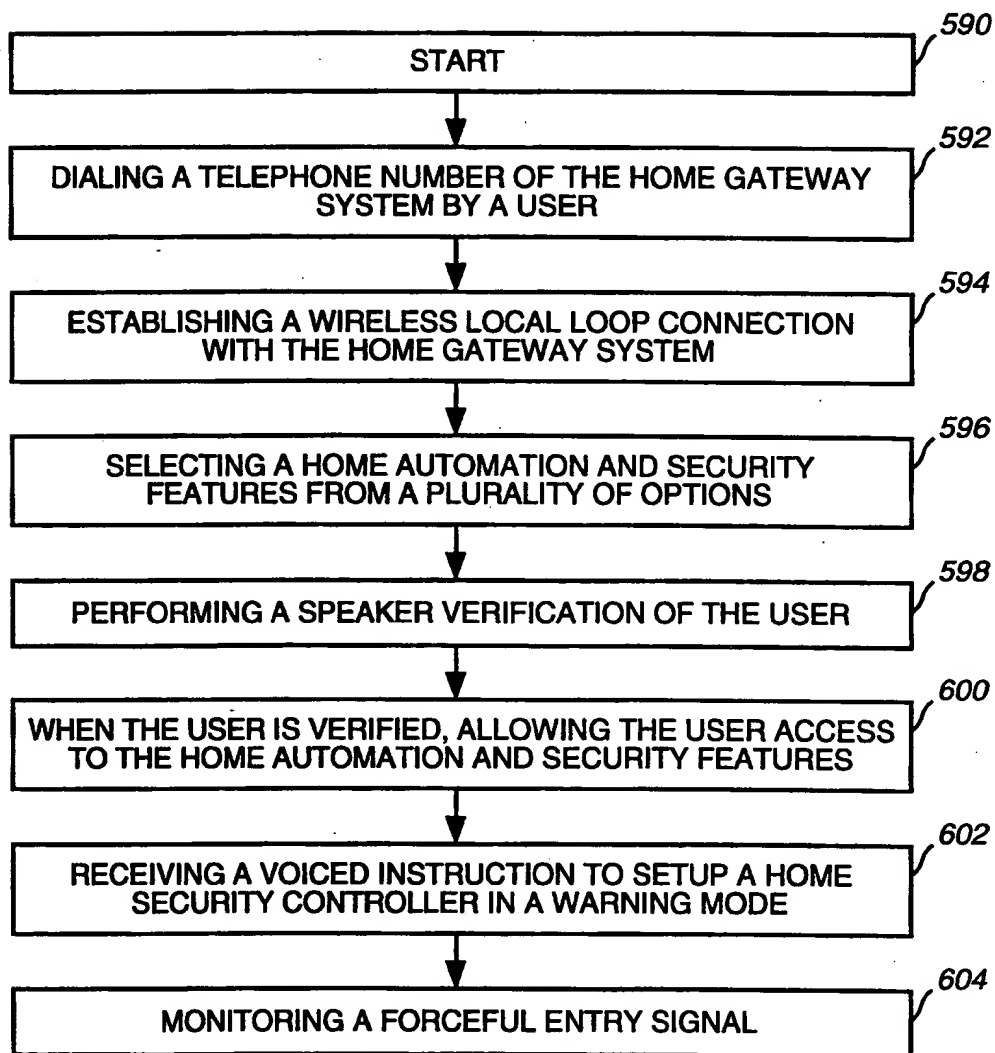 590
START
592
DIALING A TELEPHONE NUMBER OF THE HOME GATEWAY
SYSTEM BY A USER
594
ESTABLISHING A WIRELESS LOCAL LOOP CONNECTION
WITH THE HOME GATEWAY SYSTEM
596
SELECTING A HOME AUTOMATION AND SECURITY
FEATURES FROM A PLURALITY OF OPTIONS
598
PERFORMING A SPEAKER VERIFICATION OF THE USER
600
WHEN THE USER IS VERIFIED, ALLOWING THE USER ACCESS
TO THE HOME AUTOMATION AND SECURITY FEATURES
602
RECEIVING A VOICED INSTRUCTION TO SETUP A HOME
SECURITY CONTROLLER IN A WARNING MODE
604
MONITORING A FORCEFUL ENTRY SIGNAL